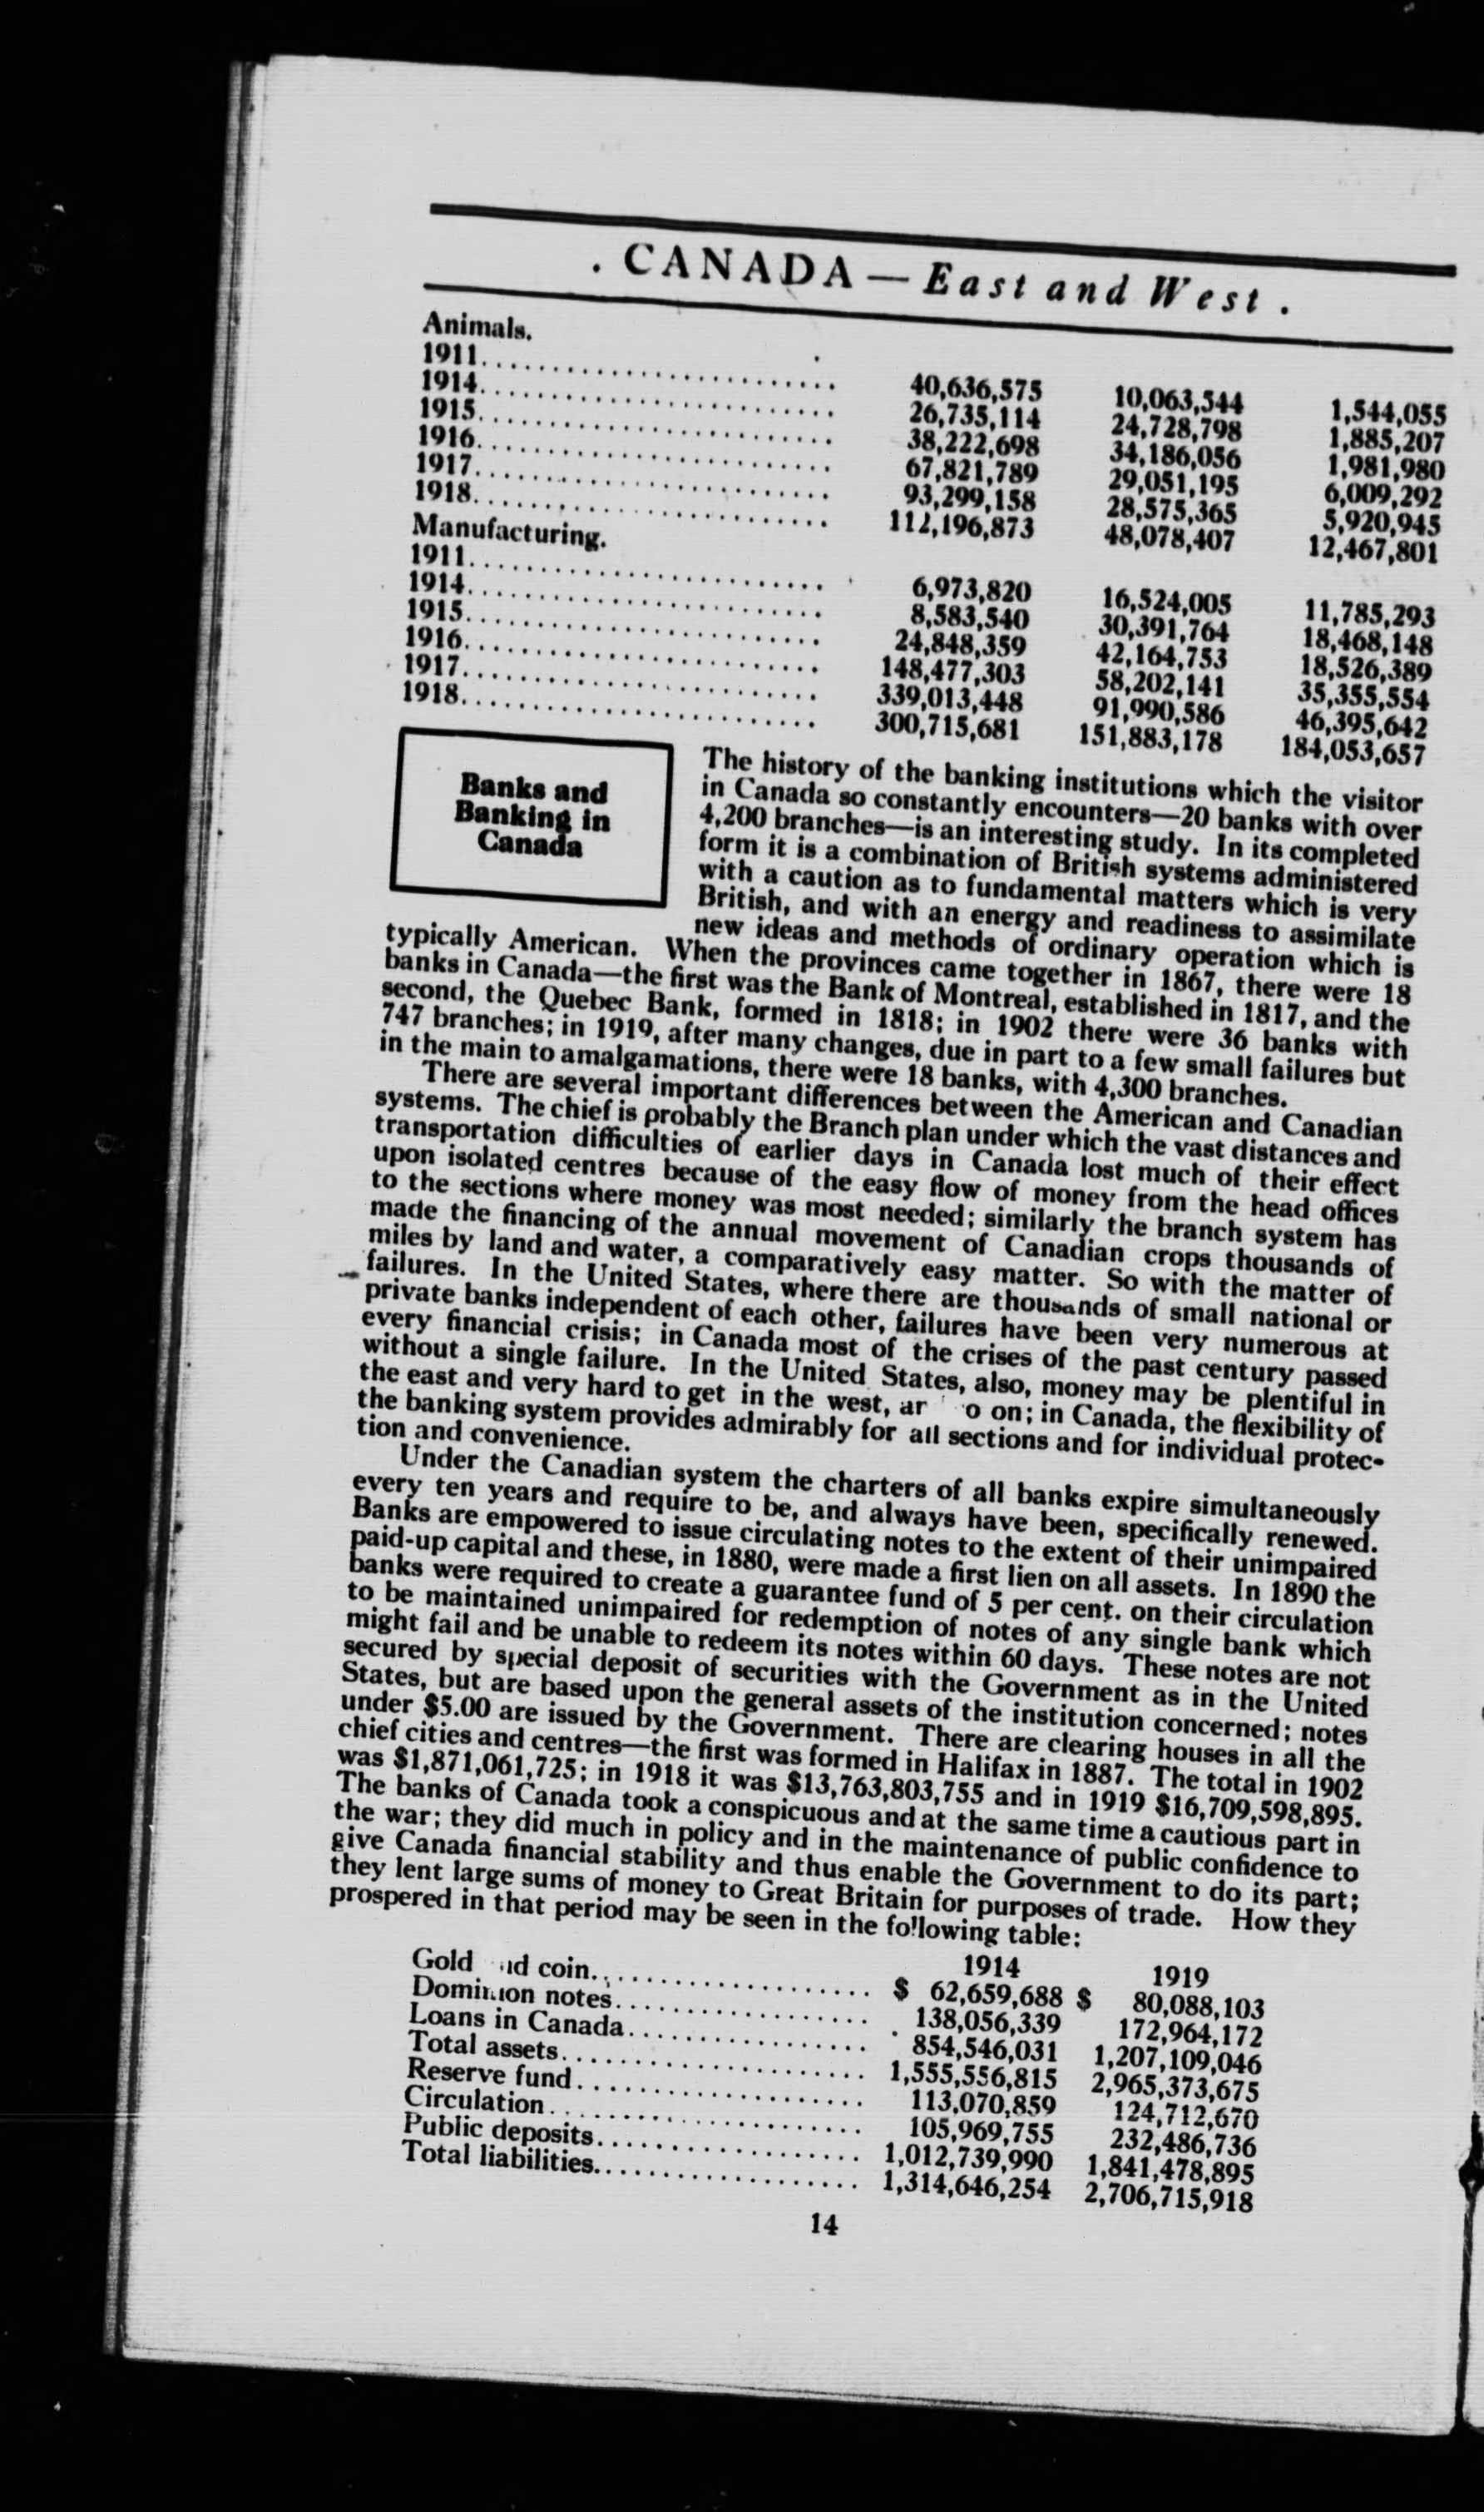 . CANADA — East and West .
Animals.
1911.......................... 40,636,575 10,063,544 1,544,055
1914.......................... 26,735,114 24,728,798 1,885,207
1915.......................... 38,222,698 34,186,056 1,981,980
1916.......................... 67,821,789 29,051,195 6,009,292
1917.......................... 93,299,158 28,575,365 5,920,945
1918.......................... 112,196,873 48,078,407 12,467,801
Manufacturing.
1911.......................... 6,973,820 16,524,005 11,785,293
1914.......................... 8,583,540 30,391,764 18,468,148
1915.......................... 24,848,359 42,164,753 18,526,389
1916.......................... 148,477,303 58,202,141 35,355,554
1917.......................... 339,013,448 91,990,586 46,395,642
1918.......................... 300,715,681 151,883,178 184,053,657
Banks and
Banking in
Canada
The history of the banking institutions which the visitor
in Canada so constantly encounters—20 banks with over
4,200 branches—is an interesting study. In its completed
form it is a combination of British systems administered
with a caution as to fundamental matters which is very
British, and with an energy and readiness to assimilate
new ideas and methods of ordinary operation which is
typically American. When the provinces came together in 1867, there were 18
banks in Canada—the first was the Bank of Montreal, established in 1817, and the
second, the Quebec Bank, formed in 1818; in 1902 there were 36 banks with
747 branches; in 1919, after many changes, due in part to a few small failures but
in the main to amalgamations, there were 18 banks, with 4,300 branches.
There are several important differences between the American and Canadian
systems. The chief is probably the Branch plan under which the vast distances and
transportation difficulties of earlier days in Canada lost much of their effect
upon isolated centres because of the easy flow of money from the head offices
to the sections where money was most needed; similarly the branch system has
made the financing of the annual movement of Canadian crops thousands of
miles by land and water, a comparatively easy matter. So with the matter of
failures. In the United States, where there are thousands of small national or
private banks independent of each other, failures have been very numerous at
every financial crisis; in Canada most of the crises of the past century passed
without a single failure. In the United States, also, money may be plentiful in
the east and very hard to get in the west, on; in Canada, the flexibility of
the banking system provides admirably for all sections and for individual protec-
tion and convenience.
Under the Canadian system the charters of all banks expire simultaneously
every ten years and require to be, and always have been, specifically renewed.
Banks are empowered to issue circulating notes to the extent of their unimpaired
paid-up capital and these, in 1880, were made a first lien on all assets. In 1890 the
banks were required to create a guarantee fund of 5 per cent. on their circulation
to be maintained unimpaired for redemption of notes of any single bank which
might fail and be unable to redeem its notes within 60 days. These notes are not
secured by special deposit of securities with the Government as in the United
States, but are based upon the general assets of the institution concerned; notes
under $5.00 are issued by the Government. There are clearing houses in all the
chief cities and centres—the first was formed in Halifax in 1887. The total in 1902
was $1,871,061,725; in 1918 it was $13,763,803,755 and in 1919 $16,709,598,895.
The banks of Canada took a conspicuous and at the same time a cautious part in
the war; they did much in policy and in the maintenance of public confidence to
give Canada financial stability and thus enable the Government to do its part;
they lent large sums of money to Great Britain for purposes of trade. How they
prospered in that period may be seen in the following table:
1914 1919
Gold coin.................... $ 62,659,688 $ 80,088,103
Dominion notes.................. 138,056,339 172,964,172
Loans in Canada................. 854,546,031 1,207,109,046
Total assets..................... 1,555,556,815 2,965,373,675
Reserve fund.................... 113,070,859 124,712,670
Circulation...................... 105,969,755 232,486,736
Public deposits................... 1,012,739,990 1,841,478,895
Total liabilities................... 1,314,646,254 2,706,715,918
14